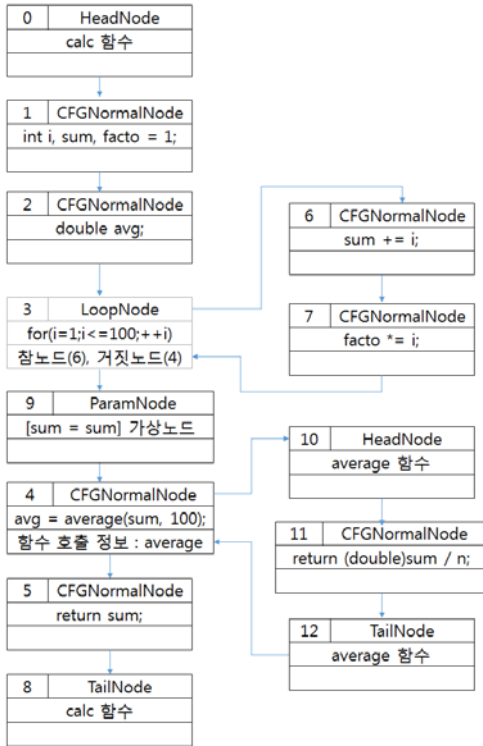 0 HeadNode
calc 함수
1 CFGNormalNode
int i, sum, facto = 1;
2 CFGNormalNode
double avg;
3 LoopNode
for(i=1;i<=100;++i)
참노드(6), 거짓노드(4)
6 CFGNormalNode
sum += i;
7 CFGNormalNode
facto *= i;
9 ParamNode
[sum = sum] 가상노드
4 CFGNormalNode
avg = average(sum, 100);
함수 호출 정보 : average
10 HeadNode
average 함수
11 CFGNormalNode
return (double)sum / n;
12 TailNode
average 함수
5 CFGNormalNode
return sum;
8 TailNode
calc 함수